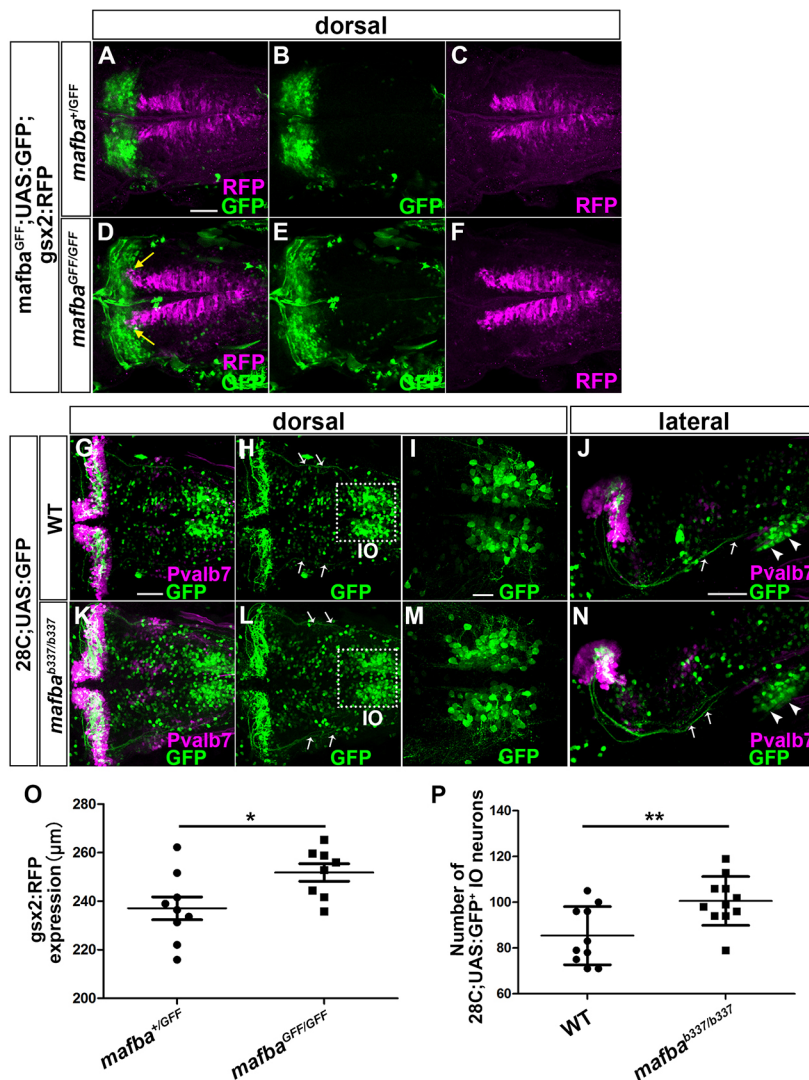 dorsal
mafba^GFF;UAS:GFP;
gsx2:RFP
mafba^+/GFF
A
B
C
RFP
GFP
GFP
RFP
mafba^GFF/GFF
D
E
F
RFP
GFP
GFP
RFP
dorsal
lateral
28C;UAS:GFP
WT
G
H
I
J
IO
Pvalb7
GFP
GFP
GFP
Pvalb7
GFP
mafba^b337/b337
K
L
M
N
IO
Pvalb7
GFP
GFP
GFP
Pvalb7
GFP
O
gsx2:RFP
expression (μm)
280
260
240
220
200
*
mafba^+/GFF
mafba^GFF/GFF
P
Number of
28C;UAS:GFP^+ IO neurons
140
120
100
80
60
**
WT
mafba^b337/b337